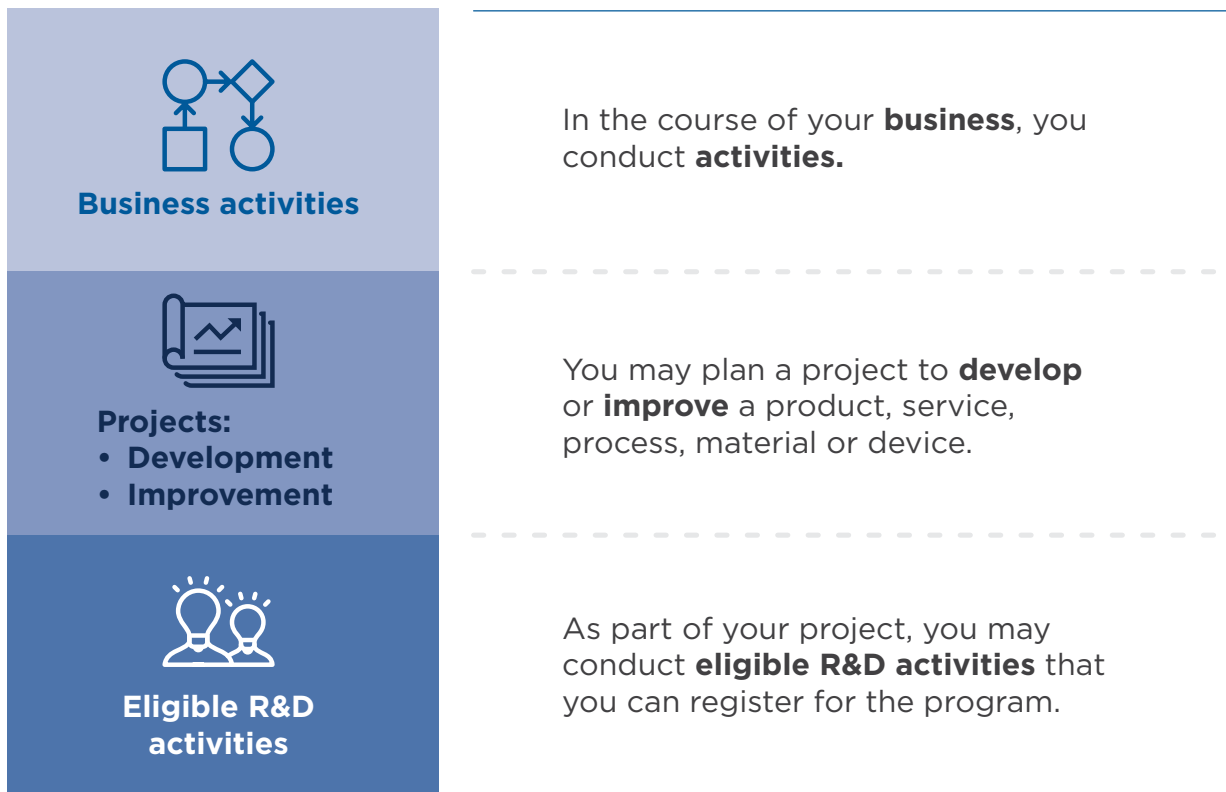 Business activities
In the course of your business, you
conduct activities.
Projects:
• Development
• Improvement
You may plan a project to develop
or improve a product, service,
process, material or device.
Eligible R&D
activities
As part of your project, you may
conduct eligible R&D activities that
you can register for the program.